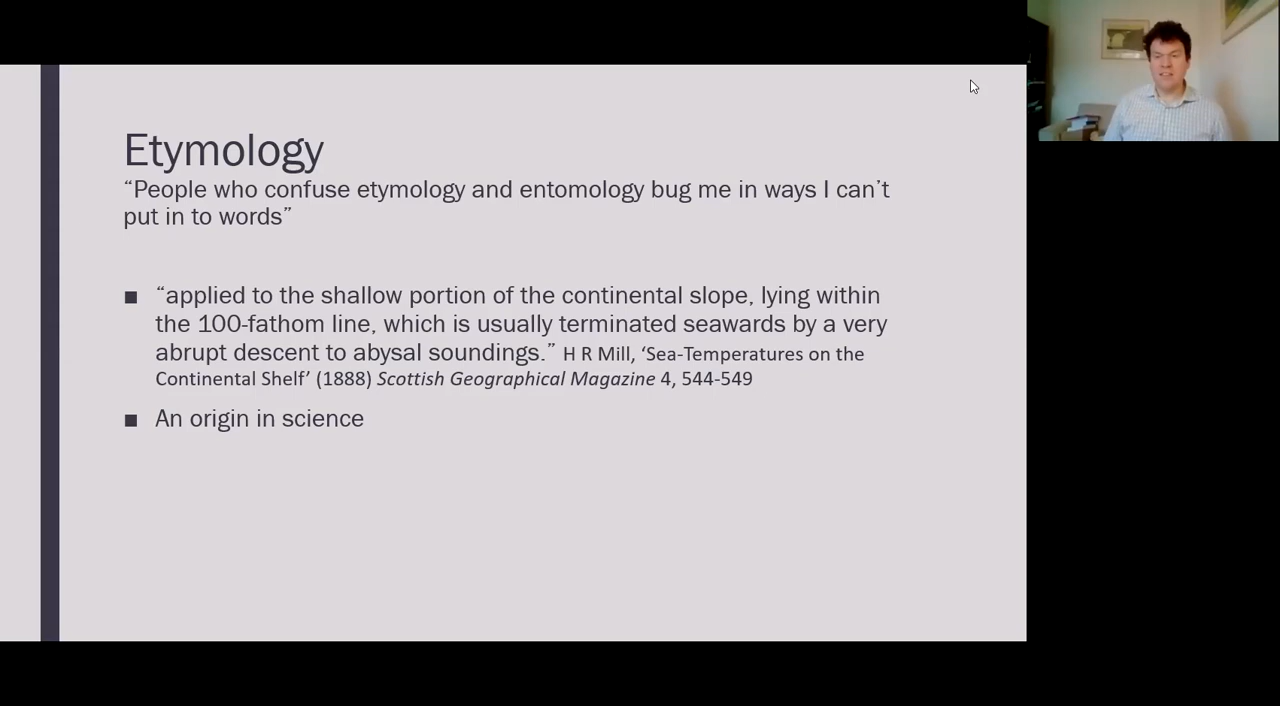 Etymology
“People who confuse etymology and entomology bug me in ways I can’t
put in to words”
■ “applied to the shallow portion of the continental slope, lying within
the 100-fathom line, which is usually terminated seawards by a very
abrupt descent to abysal soundings.” H R Mill, ‘Sea-Temperatures on the
Continental Shelf’ (1888) Scottish Geographical Magazine 4, 544-549
■ An origin in science